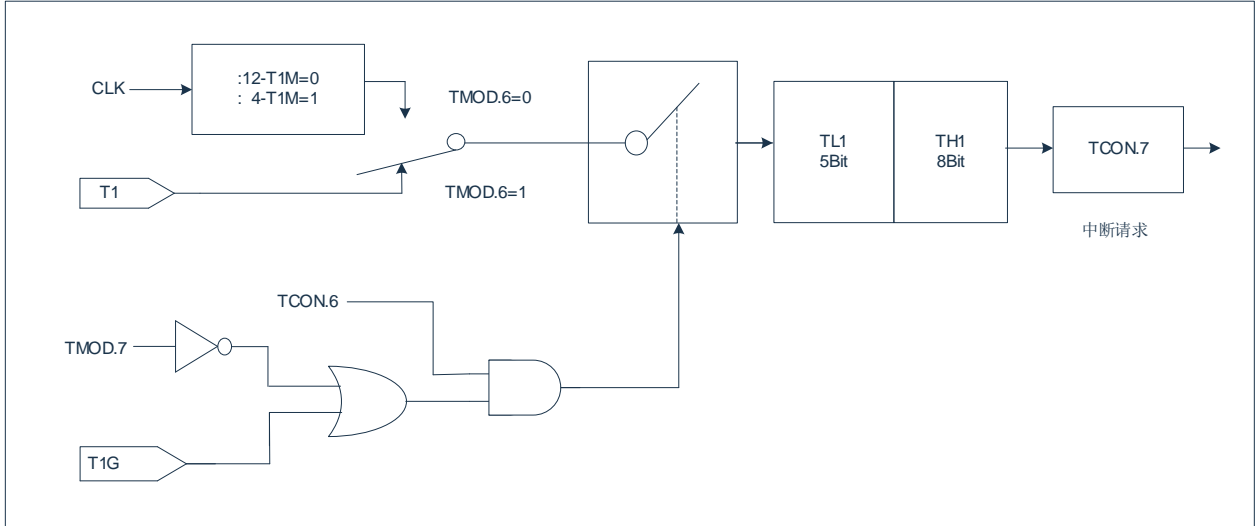 :12-T1M=0
: 4-T1M=1
CLK
TMOD.6=0
TMOD.6=1
T1
TL1
5Bit
TH1
8Bit
TCON.7
中断请求
TCON.6
TMOD.7
T1G